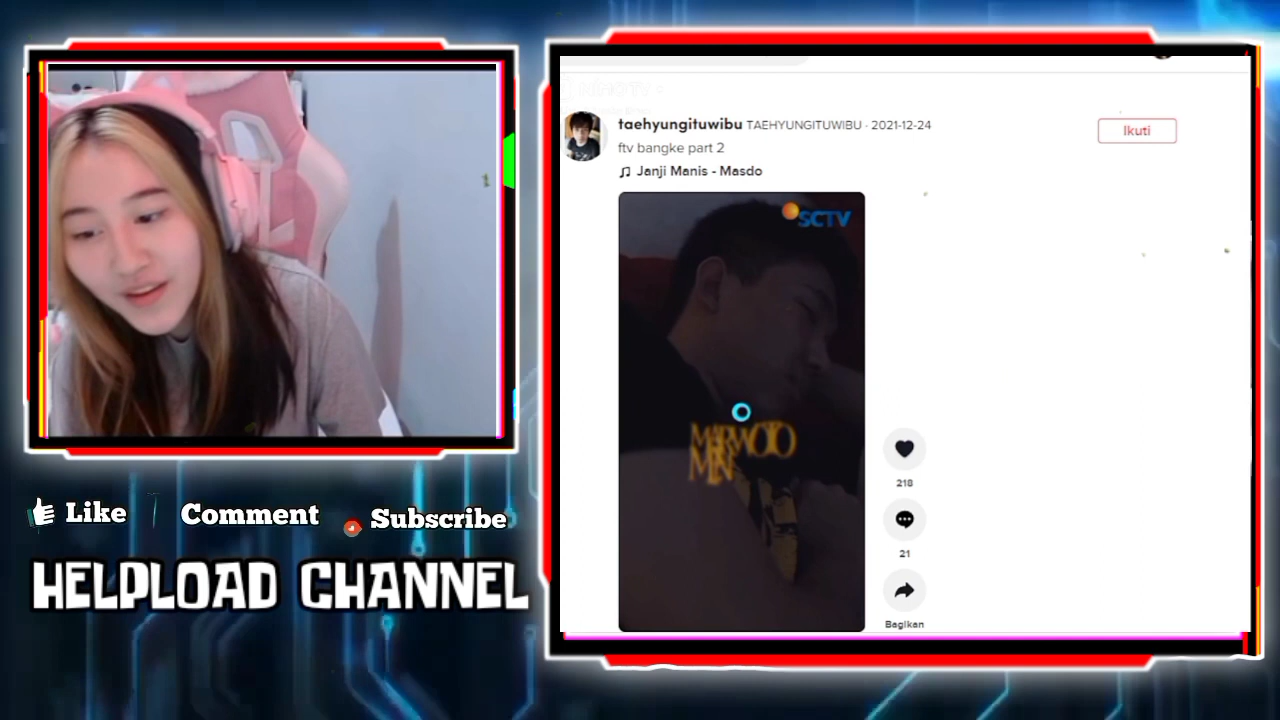 Like
Comment
Subscribe
HELPLOAD CHANNEL
taehyungituwibu TAEHYUNGITUWIBU · 2021-12-24
Ikuti
ftv bangke part 2
Janji Manis - Masdo
SCTV
218
21
Bagikan